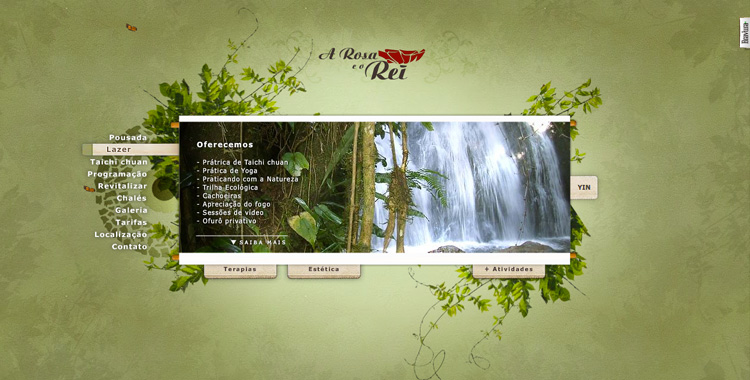 A Rosa
e o Rei
Pousada
Lazer
Taichi chuan
Programação
Revitalizar
Chalés
Galeria
Tarifas
Localização
Contato
Oferecemos
- Prátrica de Taichi chuan
- Prática de Yoga
- Praticando com a Natureza
- Trilha Ecológica
- Cachoeiras
- Apreciação do fogo
- Sessões de vídeo
- Ofurô privativo
▼ SAIBA MAIS
YIN
Terapias
Estética
+ Atividades